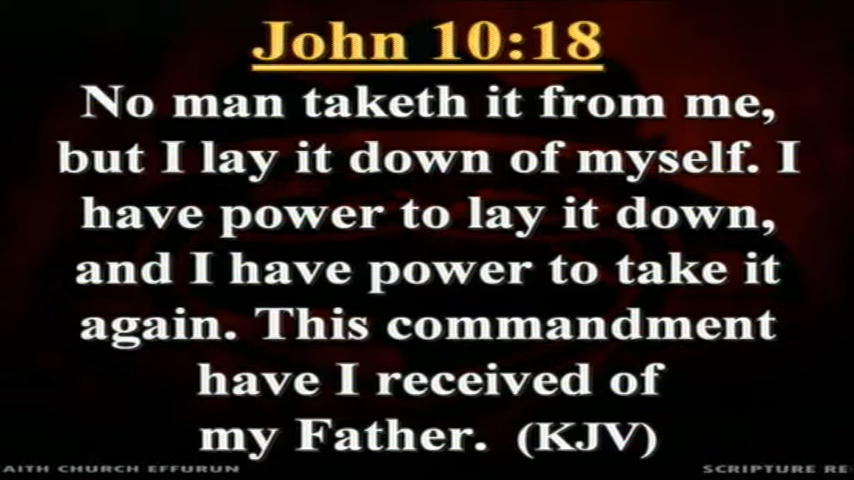 John 10:18
No man taketh it from me,
but I lay it down of myself. I
have power to lay it down,
and I have power to take it
again. This commandment
have I received of
my Father. (KJV)
AITH CHURCH EFFURUN
SCRIPTURE RE